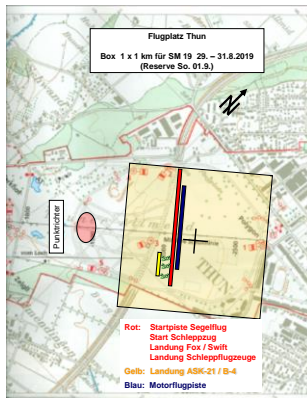 Flugplatz Thun
Box 1 x 1 km für SM 19 29. – 31.8.2019
(Reserve So. 01.9.)
N
Punktrichter
THUN
Rot: Startpiste Segelflug
Start Schleppzug
Landung Fox / Swift
Landung Schleppflugzeuge
Gelb: Landung ASK-21 / B-4
Blau: Motorflugpiste